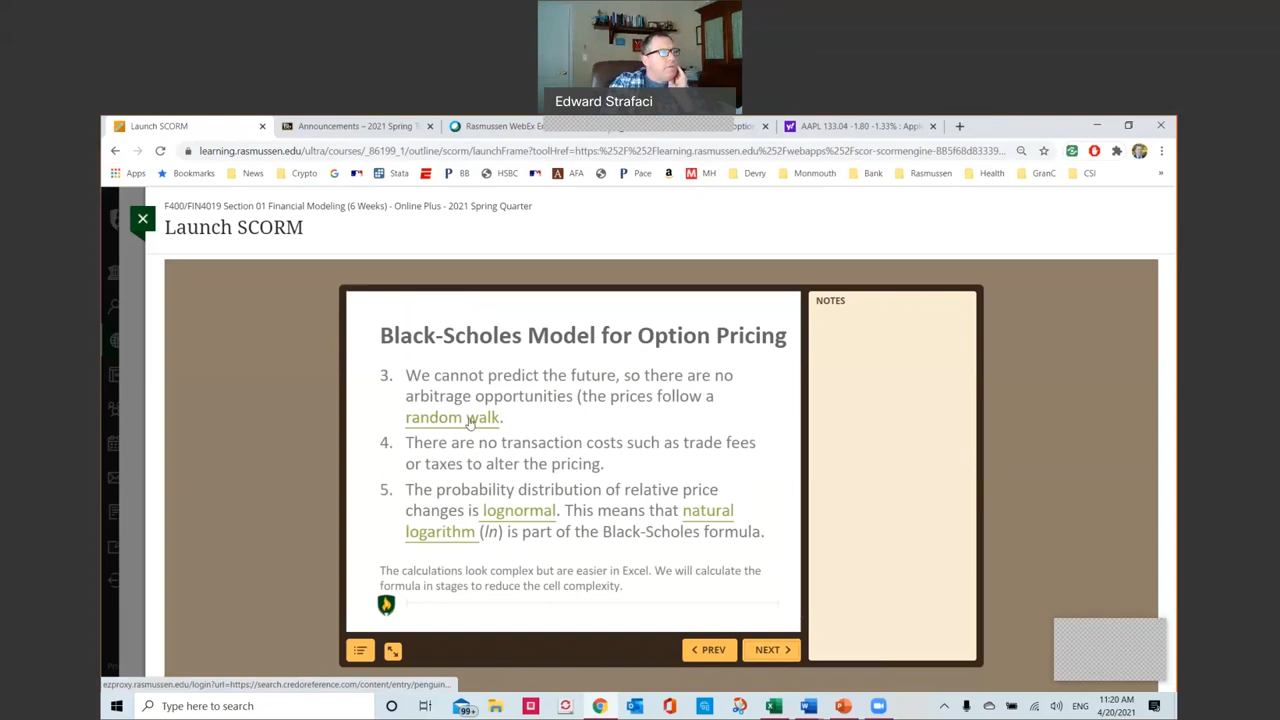 Edward Strafaci
Launch SCORM
Announcements – 2021 Spring T
Rasmussen WebEx En
option
AAPL 133.04 -1.80 -1.33% : Appl
learning.rasmussen.edu/ultra/courses/_86199_1/outline/scorm/launchFrame?toolHref=https:%252F%252Flearning.rasmussen.edu%252Fwebapps%252Fscor-scormengine-BB5f68d83339...
Apps
Bookmarks
News
Crypto
Stata
BB
HSBC
AFA
Pace
MH
Devry
Monmouth
Bank
Rasmussen
Health
GranC
CSI
»
F400/FIN4019 Section 01 Financial Modeling (6 Weeks) - Online Plus - 2021 Spring Quarter
Launch SCORM
Black-Scholes Model for Option Pricing
3. We cannot predict the future, so there are no
arbitrage opportunities (the prices follow a
random walk.
4. There are no transaction costs such as trade fees
or taxes to alter the pricing.
5. The probability distribution of relative price
changes is lognormal. This means that natural
logarithm (ln) is part of the Black-Scholes formula.
The calculations look complex but are easier in Excel. We will calculate the
formula in stages to reduce the cell complexity.
NOTES
PREV
NEXT
ezproxy.rasmussen.edu/login?url=https://search.credoreference.com/content/entry/penguin...
Type here to search
99+
ENG
11:20 AM
4/20/2021